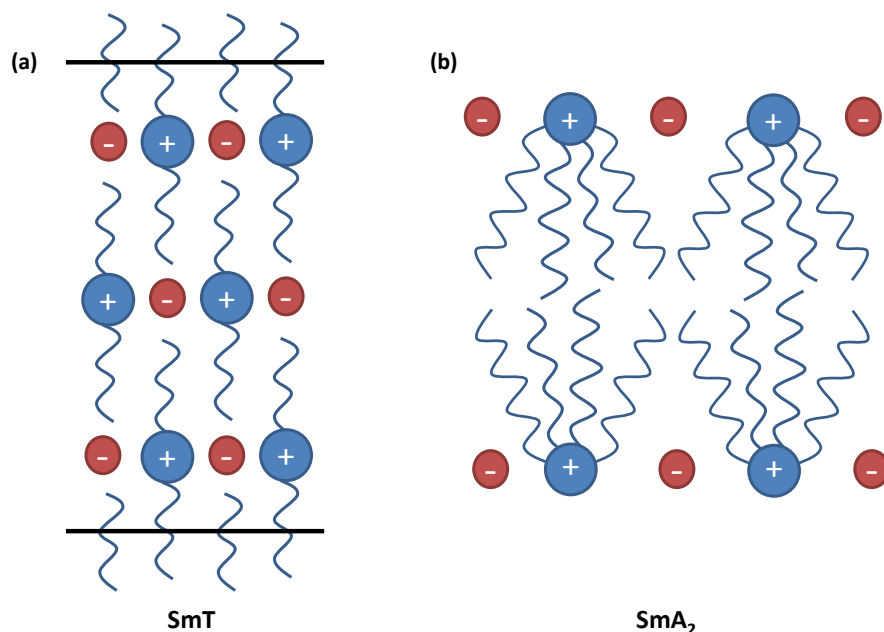 (a)
(b)
- + - +
+ - + -
- + - +
- + - + -
- + - + -
SmT
SmA₂